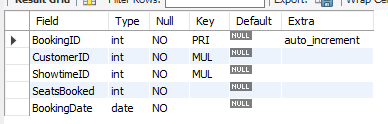 Result Grid Filter Rows: Export: Wrap Cell
Field Type Null Key Default Extra
BookingID int NO PRI NULL auto_increment
CustomerID int NO MUL NULL
ShowtimeID int NO MUL NULL
SeatsBooked int NO NULL
BookingDate date NO NULL